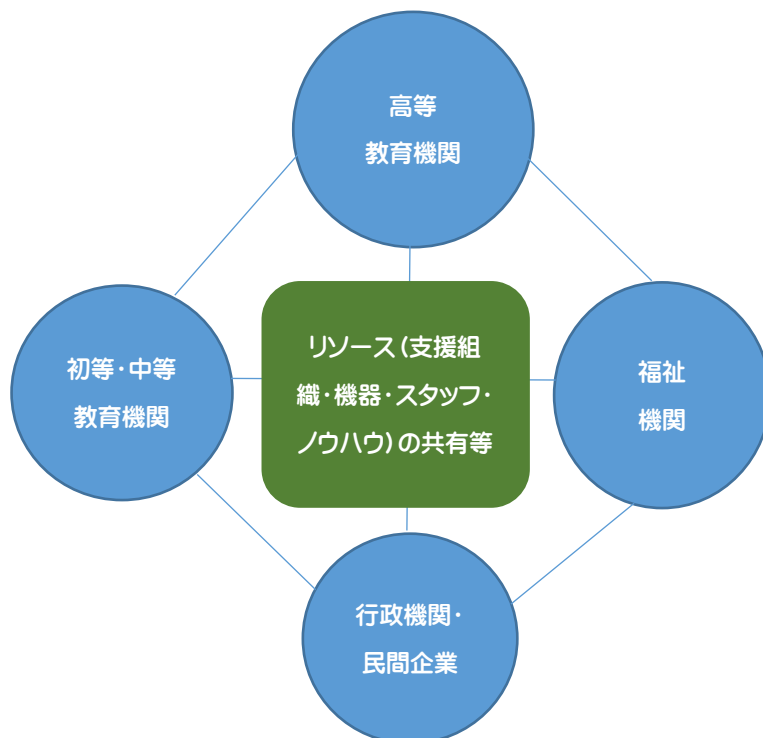 高等
教育機関
初等・中等
教育機関
リソース（支援組
織・機器・スタッフ・
ノウハウ）の共有等
福祉
機関
行政機関・
民間企業